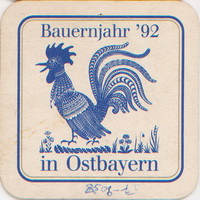 Bauernjahr '92
in Ostbayern